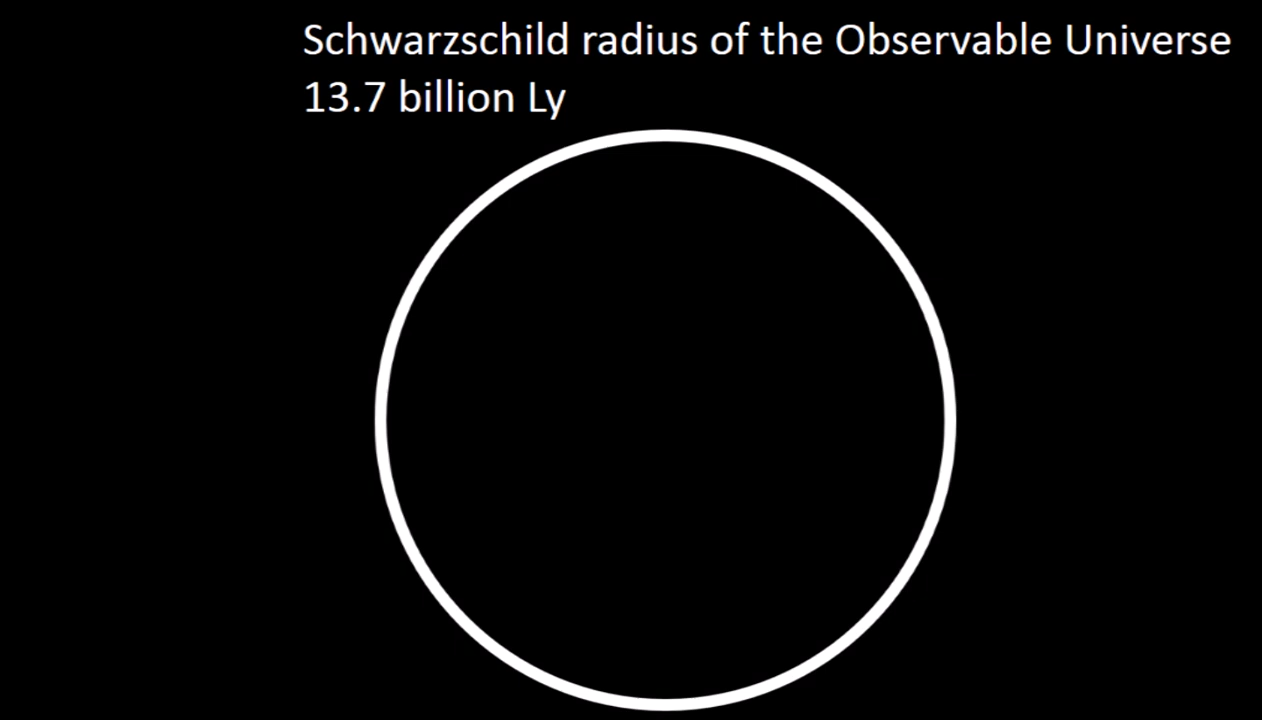 Schwarzschild radius of the Observable Universe
13.7 billion Ly